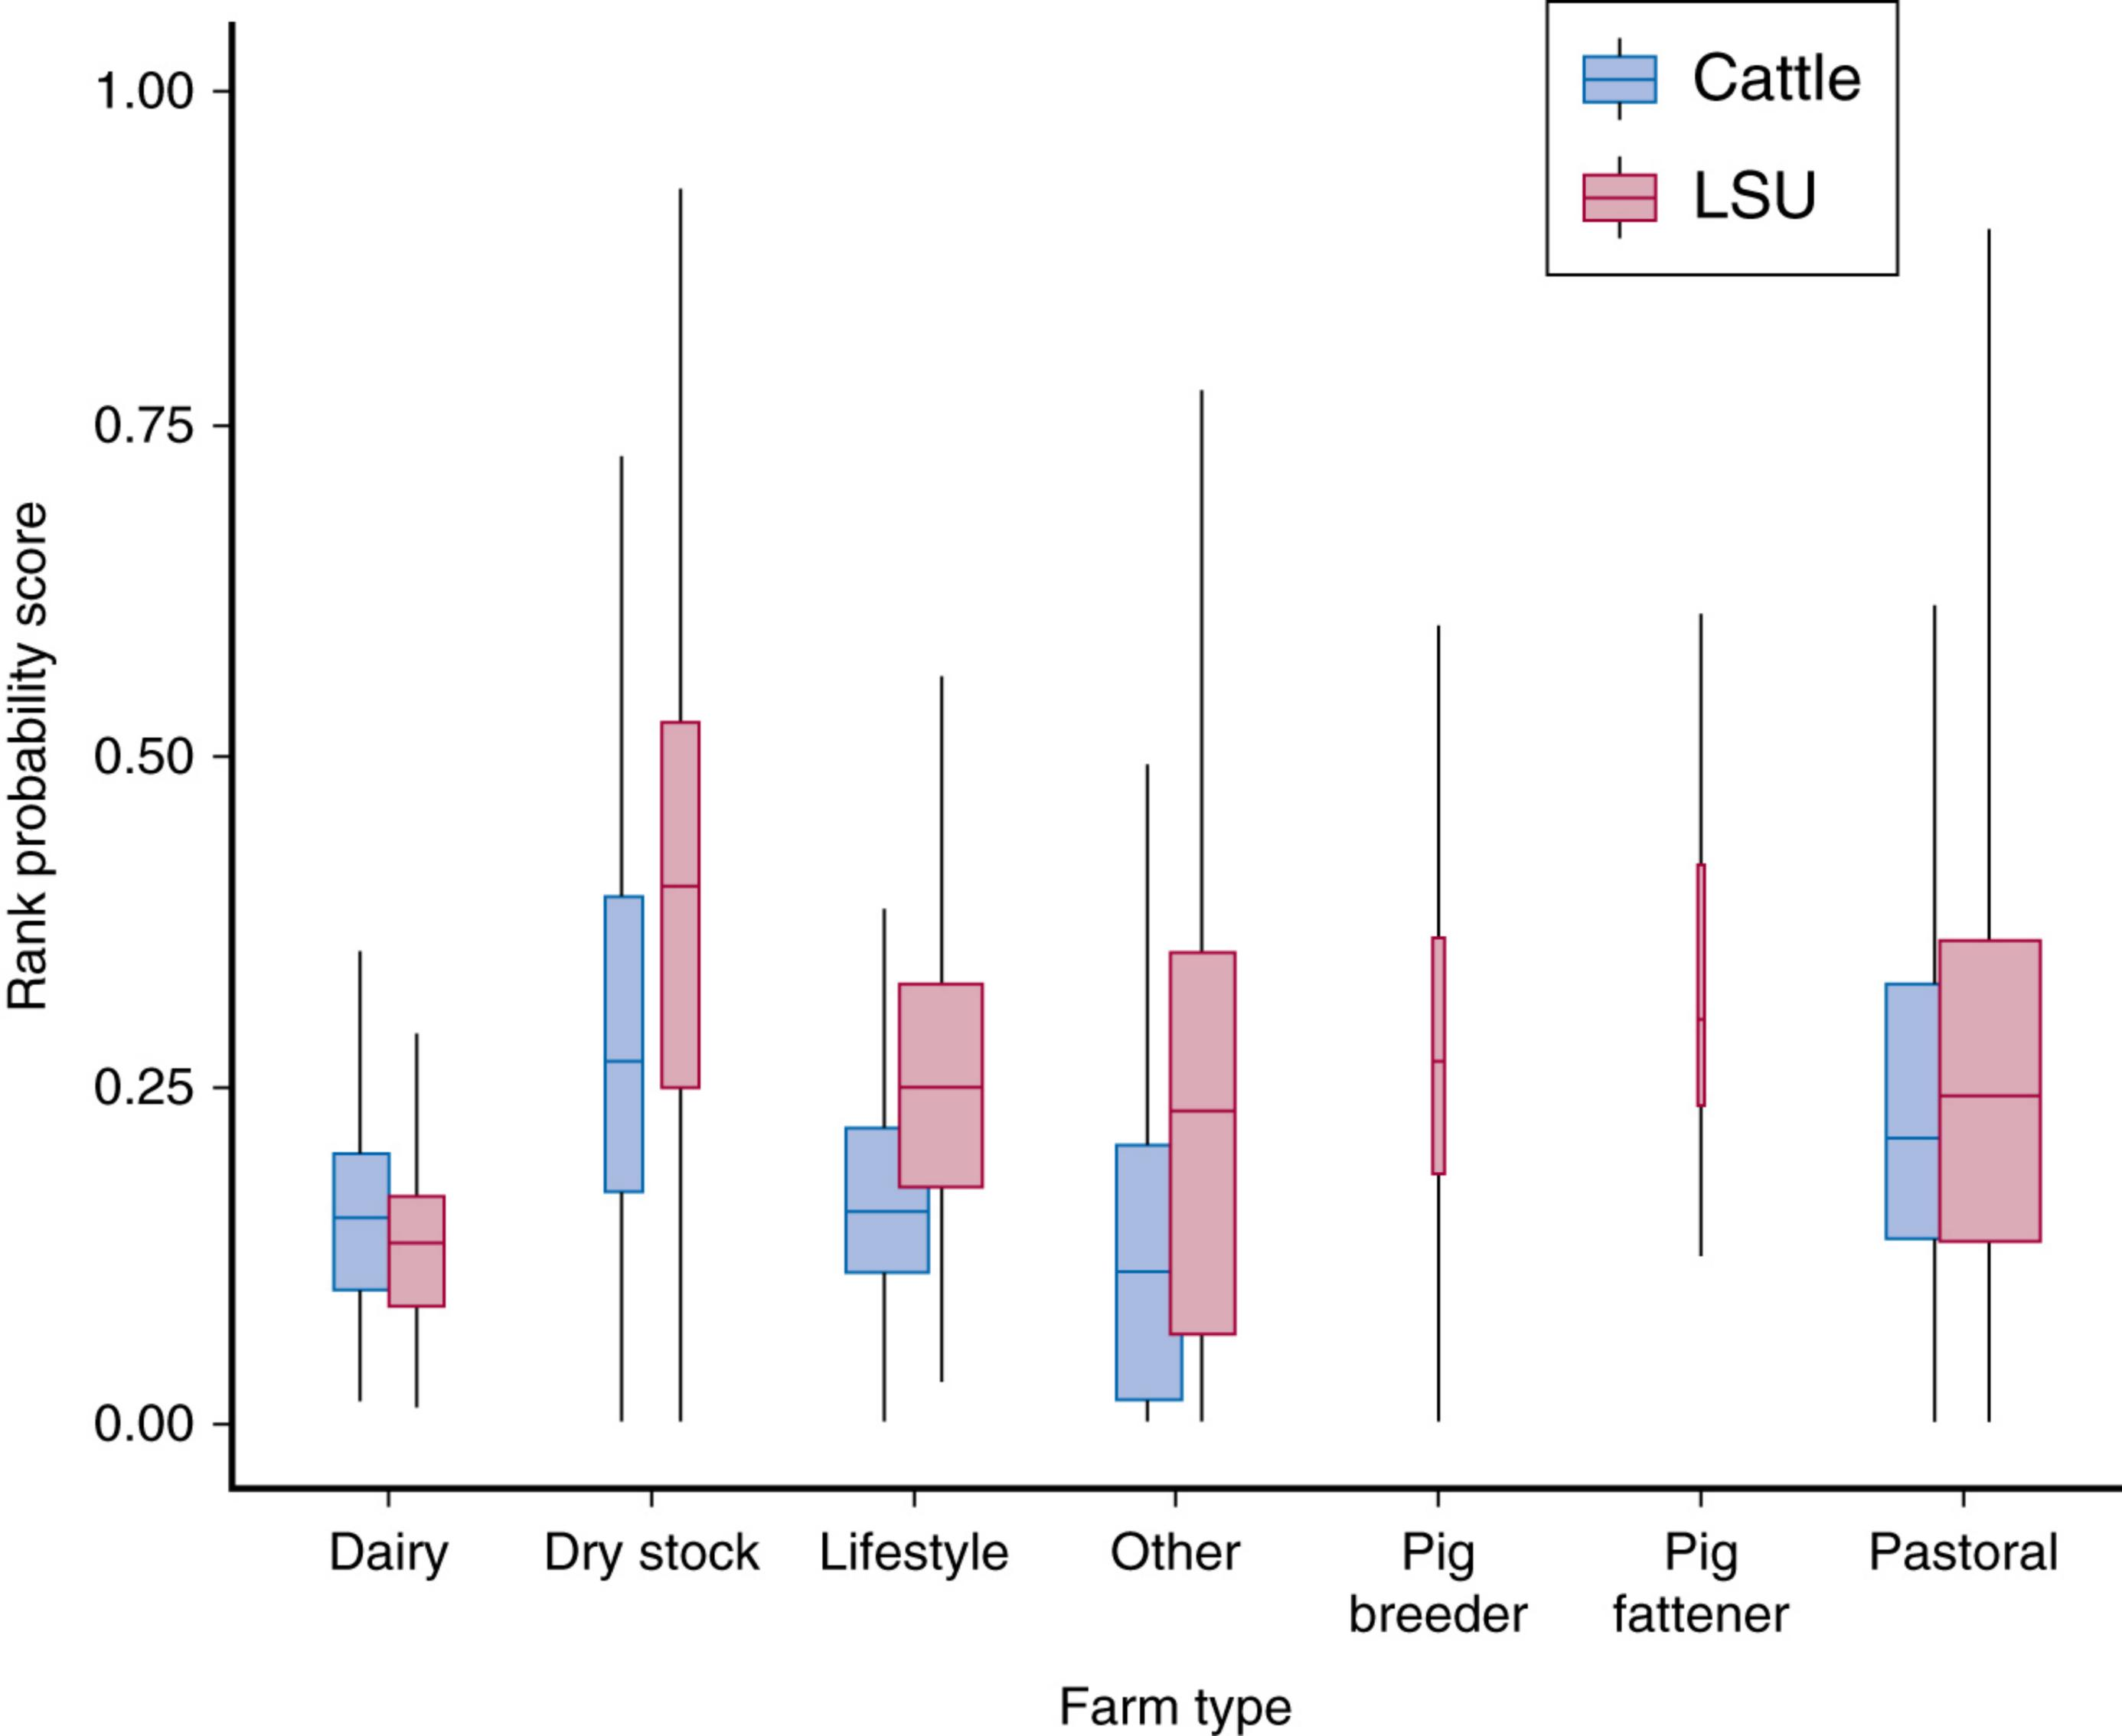 Cattle
LSU
Rank probability score
1.00
0.75
0.50
0.25
0.00
Dairy
Dry stock
Lifestyle
Other
Pig
breeder
Pig
fattener
Pastoral
Farm type